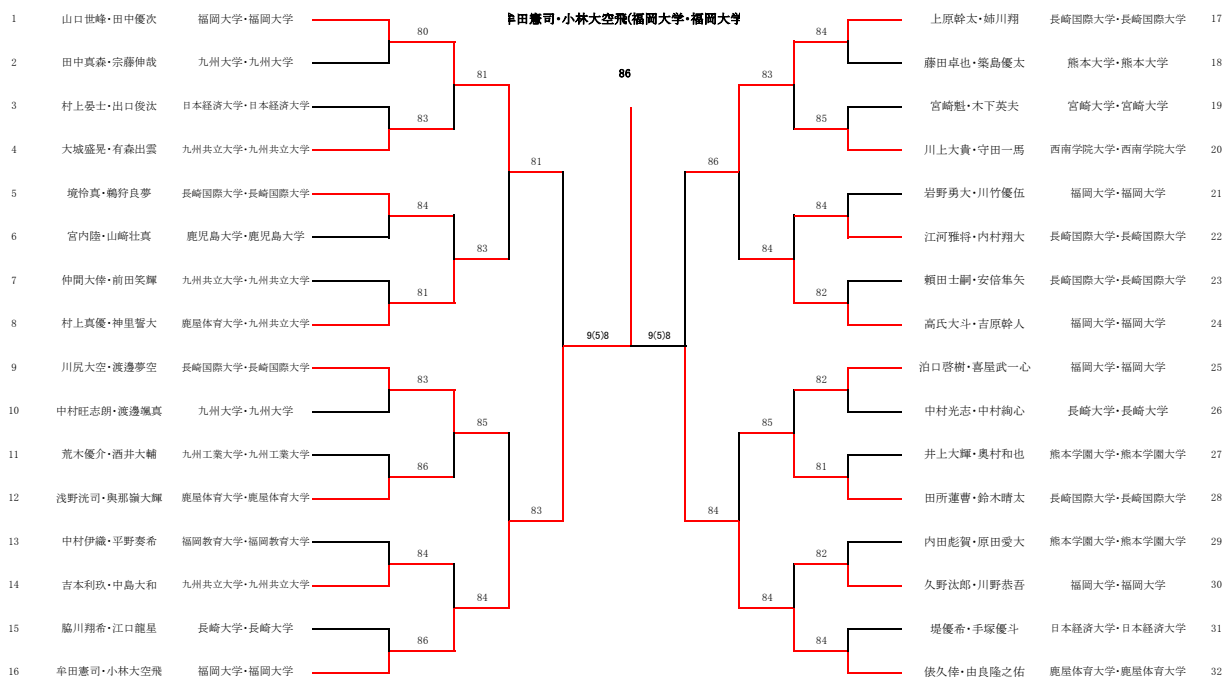 牟田憲司・小林大空飛(福岡大学・福岡大学
86
1 山口世峰・田中優次 福岡大学・福岡大学
80
2 田中真森・宗藤伸哉 九州大学・九州大学
81
3 村上晏士・出口俊汰 日本経済大学・日本経済大学
83
4 大城盛晃・有森出雲 九州共立大学・九州共立大学
81
5 境怜真・鵜狩良夢 長崎国際大学・長崎国際大学
84
6 宮内陸・山﨑壮真 鹿児島大学・鹿児島大学
83
7 仲間大倖・前田笑輝 九州共立大学・九州共立大学
81
8 村上真優・神里誓大 鹿屋体育大学・九州共立大学
9(5)8
9 川尻大空・渡邊夢空 長崎国際大学・長崎国際大学
83
10 中村旺志朗・渡邊颯真 九州大学・九州大学
85
11 荒木優介・酒井大輔 九州工業大学・九州工業大学
86
12 浅野洸司・與那嶺大輝 鹿屋体育大学・鹿屋体育大学
83
13 中村伊織・平野奏希 福岡教育大学・福岡教育大学
84
14 吉本利玖・中島大和 九州共立大学・九州共立大学
84
15 脇川翔希・江口龍星 長崎大学・長崎大学
86
16 牟田憲司・小林大空飛 福岡大学・福岡大学
上原幹太・姉川翔 長崎国際大学・長崎国際大学 17
84
藤田卓也・築島優太 熊本大学・熊本大学 18
83
宮崎魁・木下英夫 宮崎大学・宮崎大学 19
85
川上大貴・守田一馬 西南学院大学・西南学院大学 20
86
岩野勇大・川竹優伍 福岡大学・福岡大学 21
84
江河雅将・内村翔大 長崎国際大学・長崎国際大学 22
84
頼田士嗣・安倍隼矢 長崎国際大学・長崎国際大学 23
82
高氏大斗・吉原幹人 福岡大学・福岡大学 24
9(5)8
泊口啓樹・喜屋武一心 福岡大学・福岡大学 25
82
中村光志・中村絢心 長崎大学・長崎大学 26
85
井上大輝・奥村和也 熊本学園大学・熊本学園大学 27
81
田所蓮曹・鈴木晴太 長崎国際大学・長崎国際大学 28
84
内田彪賀・原田愛大 熊本学園大学・熊本学園大学 29
82
久野汰郎・川野恭吾 福岡大学・福岡大学 30
84
堤優希・手塚優斗 日本経済大学・日本経済大学 31
84
俵久倖・由良隆之佑 鹿屋体育大学・鹿屋体育大学 32